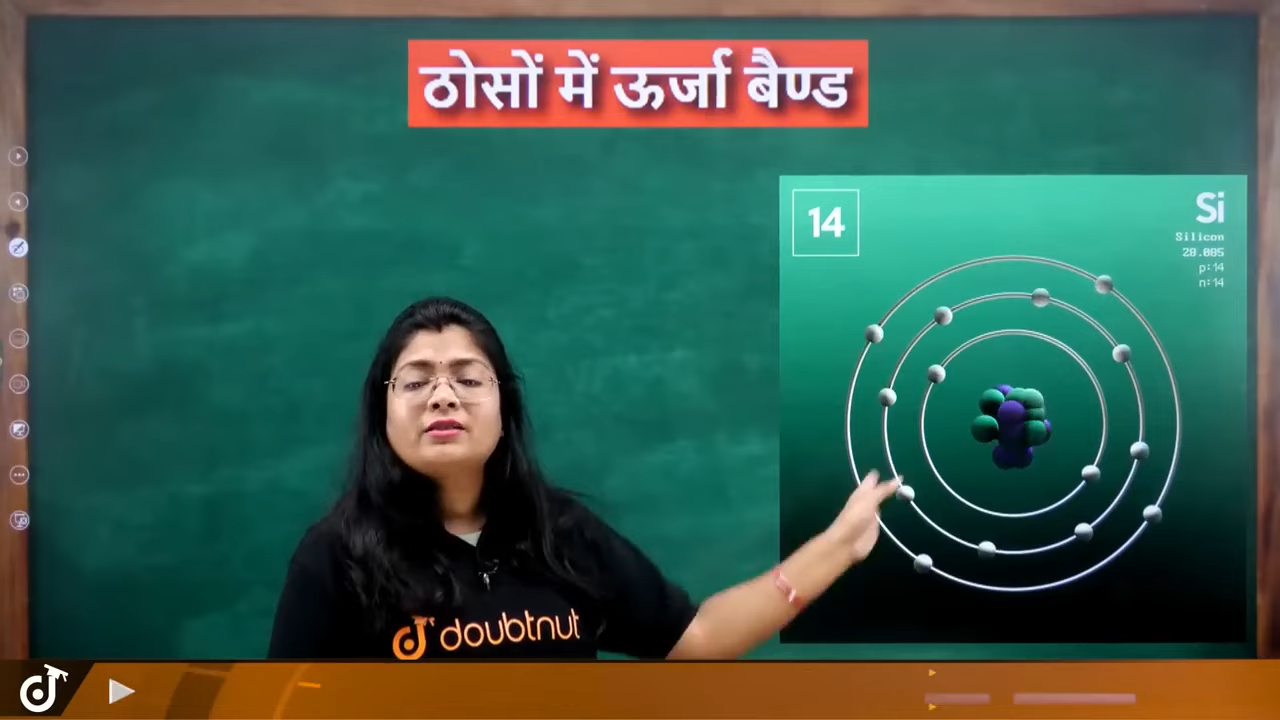 ठोसों में ऊर्जा बैण्ड
14
Si
Silicon
28.085
p:14
n:14
doubtnut